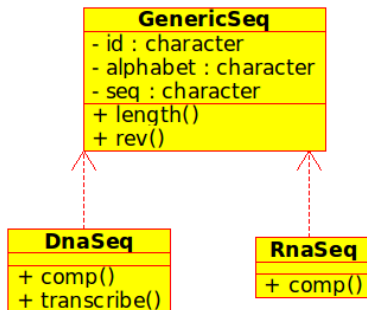 GenericSeq
- id : character
- alphabet : character
- seq : character
+ length()
+ rev()
DnaSeq
+ comp()
+ transcribe()
RnaSeq
+ comp()